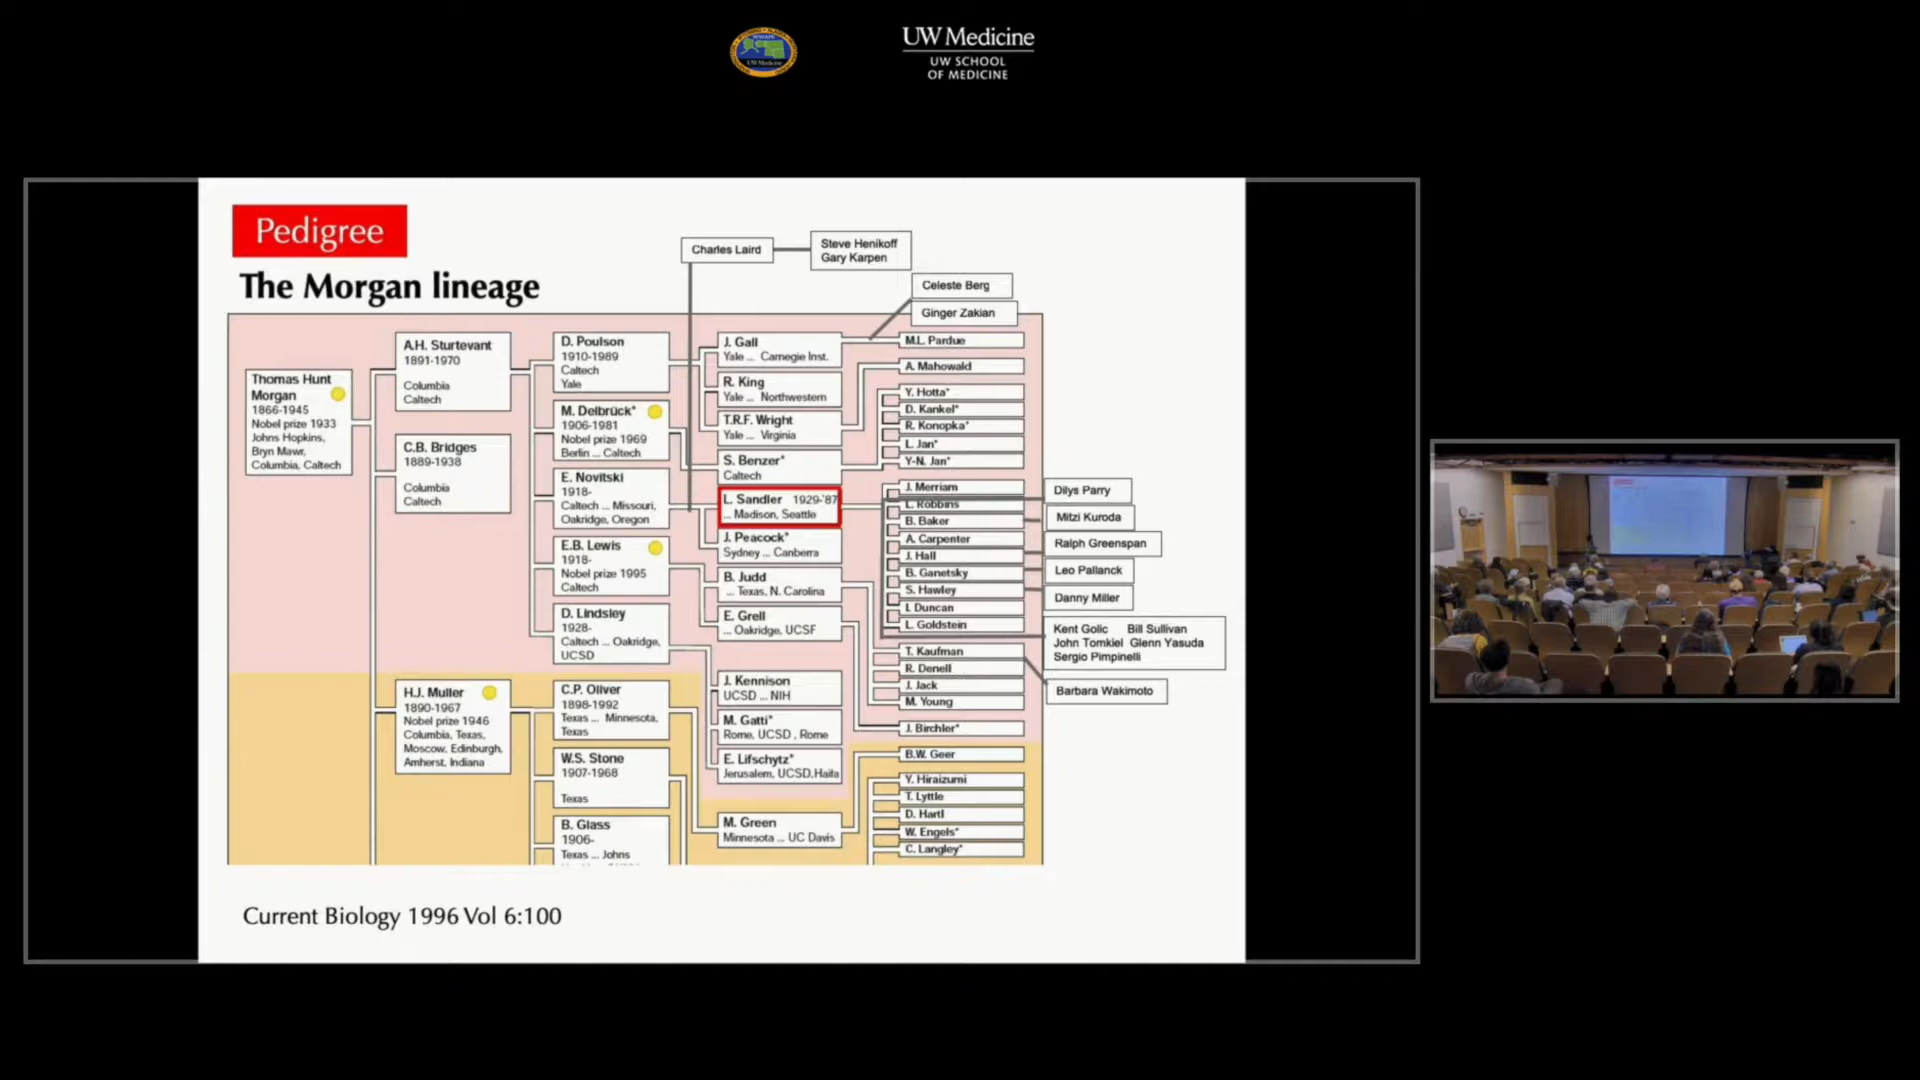 UW Medicine
UW SCHOOL
OF MEDICINE
UW Medicine
Pedigree
The Morgan lineage
Charles Laird
Steve Henikoff
Gary Karpen
Celeste Berg
Ginger Zakian
Thomas Hunt
Morgan
1866-1945
Nobel prize 1933
Johns Hopkins,
Bryn Mawr,
Columbia, Caltech
A.H. Sturtevant
1891-1970
Columbia
Caltech
C.B. Bridges
1889-1938
Columbia
Caltech
H.J. Muller
1890-1967
Nobel prize 1946
Columbia, Texas,
Moscow, Edinburgh,
Amherst, Indiana
D. Poulson
1910-1989
Caltech
Yale
M. Delbrück*
1906-1981
Nobel prize 1969
Berlin ... Caltech
E. Novitski
1918-
Caltech ... Missouri,
Oakridge, Oregon
E.B. Lewis
1918-
Nobel prize 1995
Caltech
D. Lindsley
1928-
Caltech ... Oakridge,
UCSD
C.P. Oliver
1898-1992
Texas ... Minnesota,
Texas
W.S. Stone
1907-1968
Texas
B. Glass
1906-
Texas ... Johns
J. Gall
Yale ... Carnegie Inst.
R. King
Yale ... Northwestern
T.R.F. Wright
Yale ... Virginia
S. Benzer*
Caltech
L. Sandler 1929-'87
... Madison, Seattle
J. Peacock*
Sydney ... Canberra
B. Judd
... Texas, N. Carolina
E. Grell
... Oakridge, UCSF
J. Kennison
UCSD ... NIH
M. Gatti*
Rome, UCSD , Rome
E. Lifschytz*
Jerusalem, UCSD,Haifa
M. Green
Minnesota ... UC Davis
M.L. Pardue
A. Mahowald
Y. Hotta*
D. Kankel*
R. Konopka*
L. Jan*
Y-N. Jan*
J. Merriam
L. Robbins
B. Baker
A. Carpenter
J. Hall
B. Ganetsky
S. Hawley
I. Duncan
L. Goldstein
T. Kaufman
R. Denell
J. Jack
M. Young
J. Birchler*
B.W. Geer
Y. Hiraizumi
T. Lyttle
D. Hartl
W. Engels*
C. Langley*
Dilys Parry
Mitzi Kuroda
Ralph Greenspan
Leo Pallanck
Danny Miller
Kent Golic Bill Sullivan
John Tomkiel Glenn Yasuda
Sergio Pimpinelli
Barbara Wakimoto
Current Biology 1996 Vol 6:100